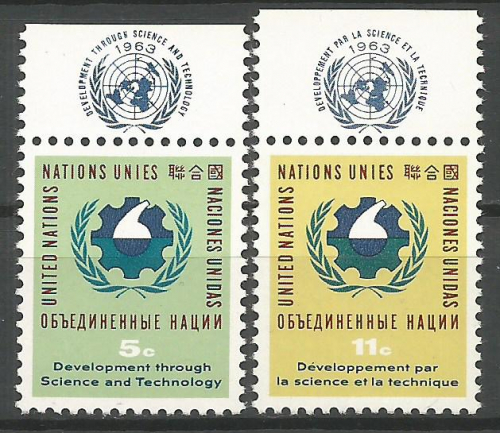 DEVELOPMENT THROUGH SCIENCE AND TECHNOLOGY
1963
UNITED NATIONS
NATIONS UNIES 聯合國
NACIONES UNIDAS
ОБЪЕДИНЕННЫЕ НАЦИИ
5c
Development through
Science and Technology
DÉVELOPPEMENT PAR LA SCIENCE ET LA TECHNIQUE
1963
UNITED NATIONS
NATIONS UNIES 聯合國
NACIONES UNIDAS
ОБЪЕДИНЕННЫЕ НАЦИИ
11c
Développement par
la science et la technique